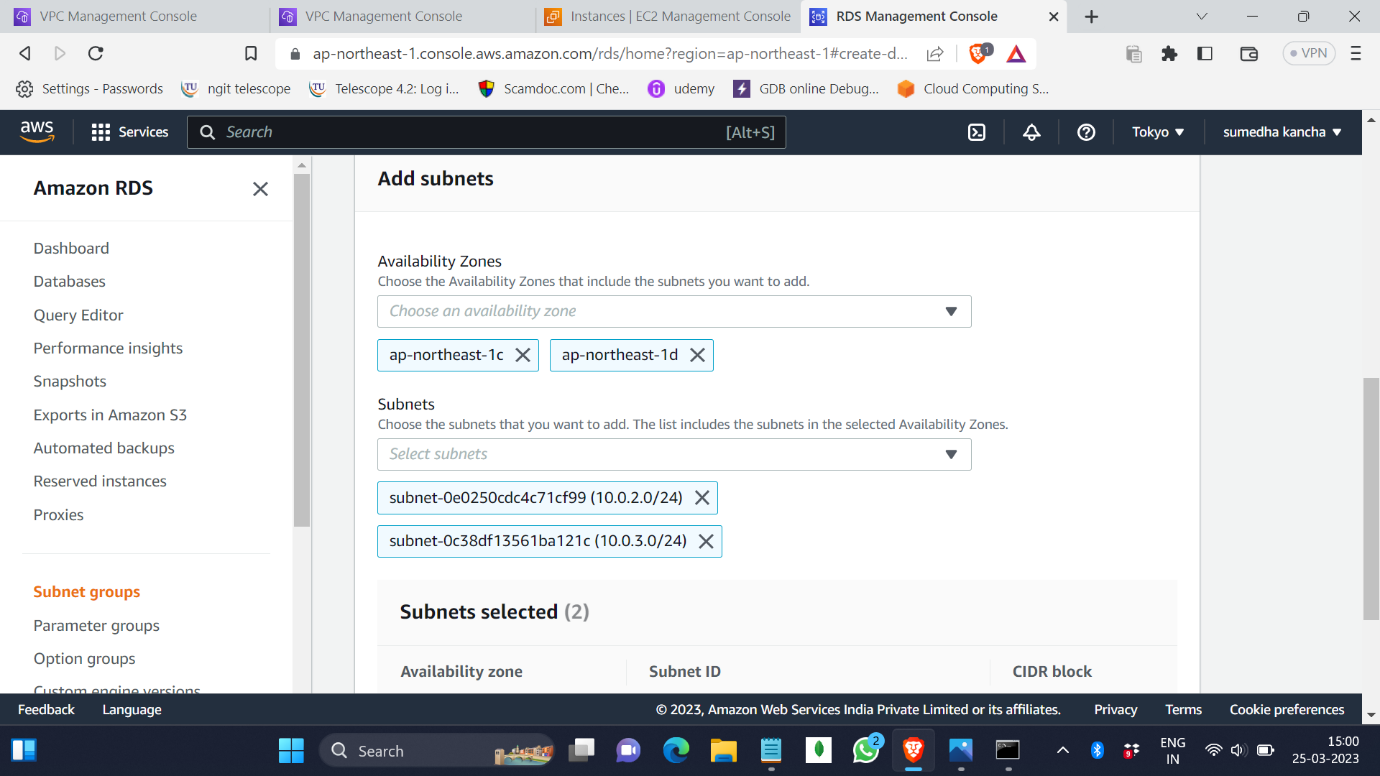 VPC Management Console
VPC Management Console
Instances | EC2 Management Console
RDS Management Console
ap-northeast-1.console.aws.amazon.com/rds/home?region=ap-northeast-1#create-d...
1
VPN
Settings - Passwords
ngit telescope
Telescope 4.2: Log i...
Scamdoc.com | Che...
udemy
GDB online Debug...
Cloud Computing S...
aws
Services
Search
[Alt+S]
Tokyo
sumedha kancha
Amazon RDS
Dashboard
Databases
Query Editor
Performance insights
Snapshots
Exports in Amazon S3
Automated backups
Reserved instances
Proxies
Subnet groups
Parameter groups
Option groups
Custom engine versions
Add subnets
Availability Zones
Choose the Availability Zones that include the subnets you want to add.
Choose an availability zone
ap-northeast-1c
ap-northeast-1d
Subnets
Choose the subnets that you want to add. The list includes the subnets in the selected Availability Zones.
Select subnets
subnet-0e0250cdc4c71cf99 (10.0.2.0/24)
subnet-0c38df13561ba121c (10.0.3.0/24)
Subnets selected (2)
Availability zone
Subnet ID
CIDR block
Feedback
Language
© 2023, Amazon Web Services India Private Limited or its affiliates.
Privacy
Terms
Cookie preferences
Search
2
ENG
IN
15:00
25-03-2023